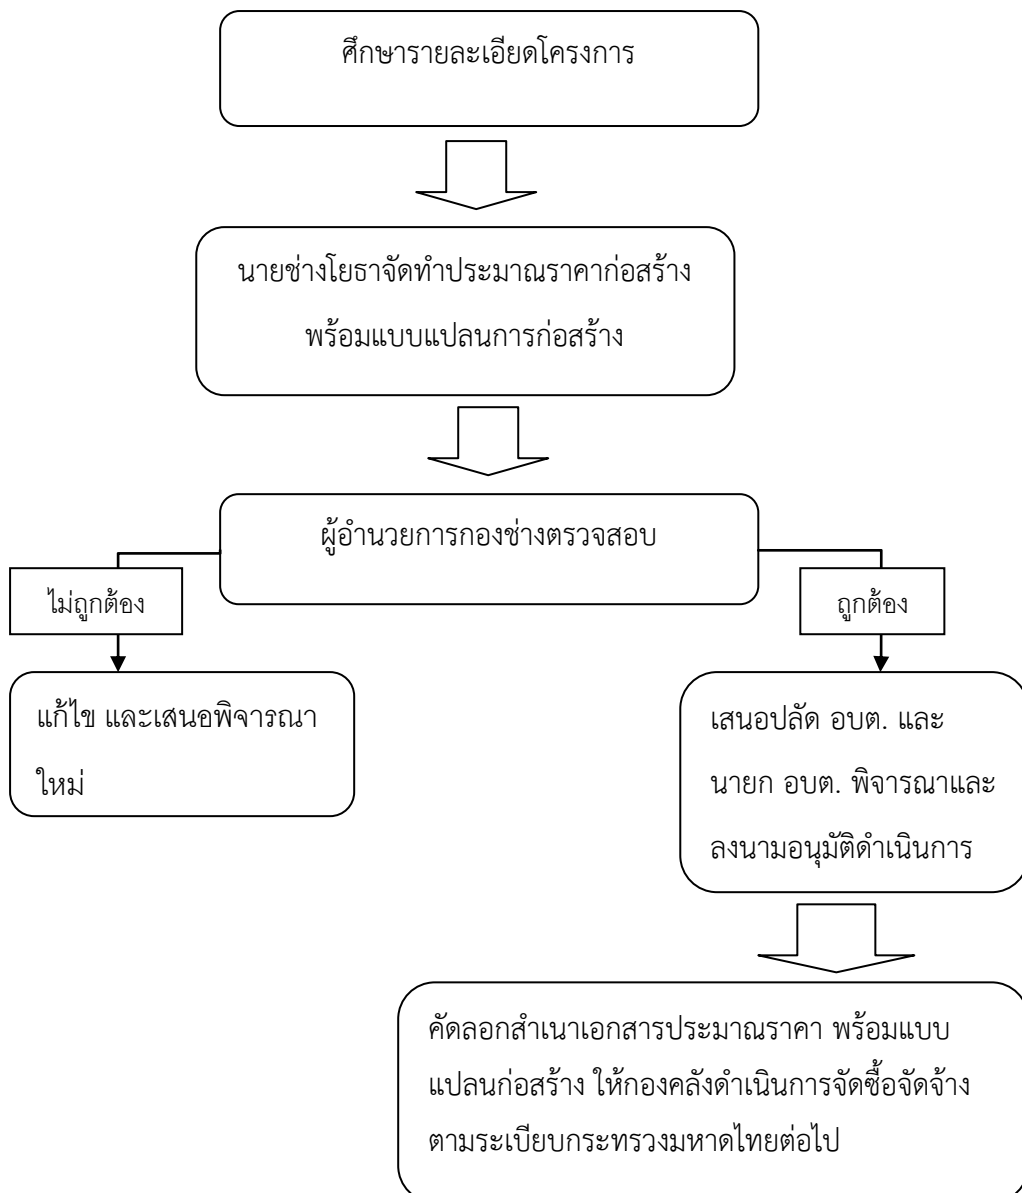 ศึกษารายละเอียดโครงการ
นายช่างโยธาจัดทำประมาณราคาก่อสร้าง
พร้อมแบบแปลนการก่อสร้าง
ผู้อำนวยการกองช่างตรวจสอบ
ไม่ถูกต้อง
ถูกต้อง
แก้ไข และเสนอพิจารณา
ใหม่
เสนอปลัด อบต. และ
นายก อบต. พิจารณาและ
ลงนามอนุมัติดำเนินการ
คัดลอกสำเนาเอกสารประมาณราคา พร้อมแบบ
แปลนก่อสร้าง ให้กองคลังดำเนินการจัดซื้อจัดจ้าง
ตามระเบียบกระทรวงมหาดไทยต่อไป